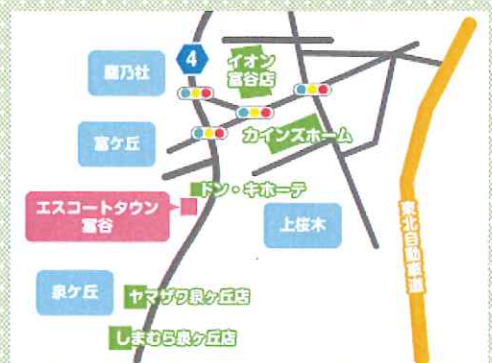 4
イオン
富谷店
鷹乃杜
富ケ丘
カインズホーム
ドン・キホーテ
エスコートタウン
富谷
上桜木
東北自動車道
泉ケ丘
ヤマザワ泉ケ丘店
しまむら泉ケ丘店